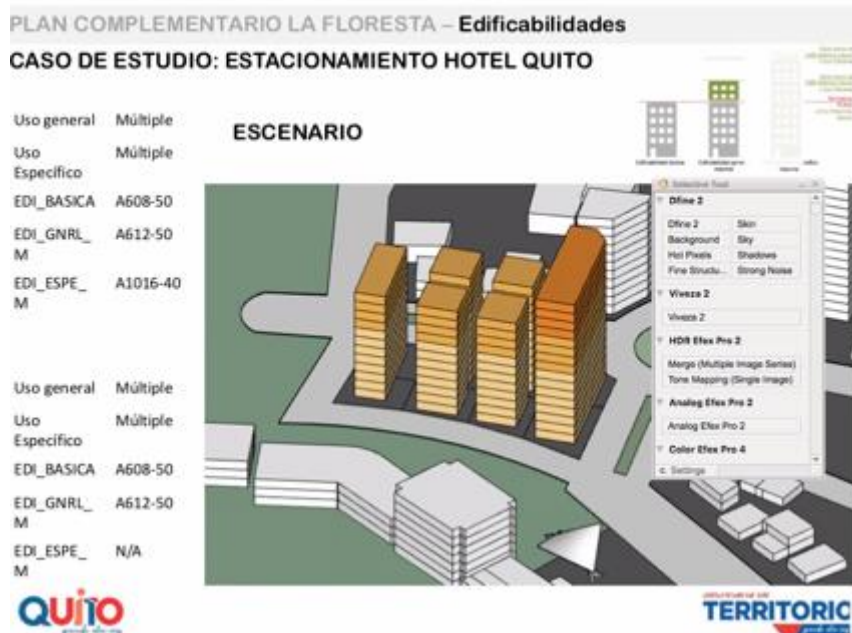 PLAN COMPLEMENTARIO LA FLORESTA – Edificabilidades
CASO DE ESTUDIO: ESTACIONAMIENTO HOTEL QUITO
Uso general Múltiple
Uso Específico Múltiple
EDI_BASICA A608-50
EDI_GNRL_M A612-50
EDI_ESPE_M A1016-40
Uso general Múltiple
Uso Específico Múltiple
EDI_BASICA A608-50
EDI_GNRL_M A612-50
EDI_ESPE_M N/A
ESCENARIO
Selective Tool
Dfine 2
Dfine 2 Skin
Background Sky
Hot Pixels Shadows
Fine Structu... Strong Noise
Viveza 2
Viveza 2
HDR Efex Pro 2
Merge (Multiple Image Series)
Tone Mapping (Single Image)
Analog Efex Pro 2
Analog Efex Pro 2
Color Efex Pro 4
Settings
QUITO
TERRITORIO